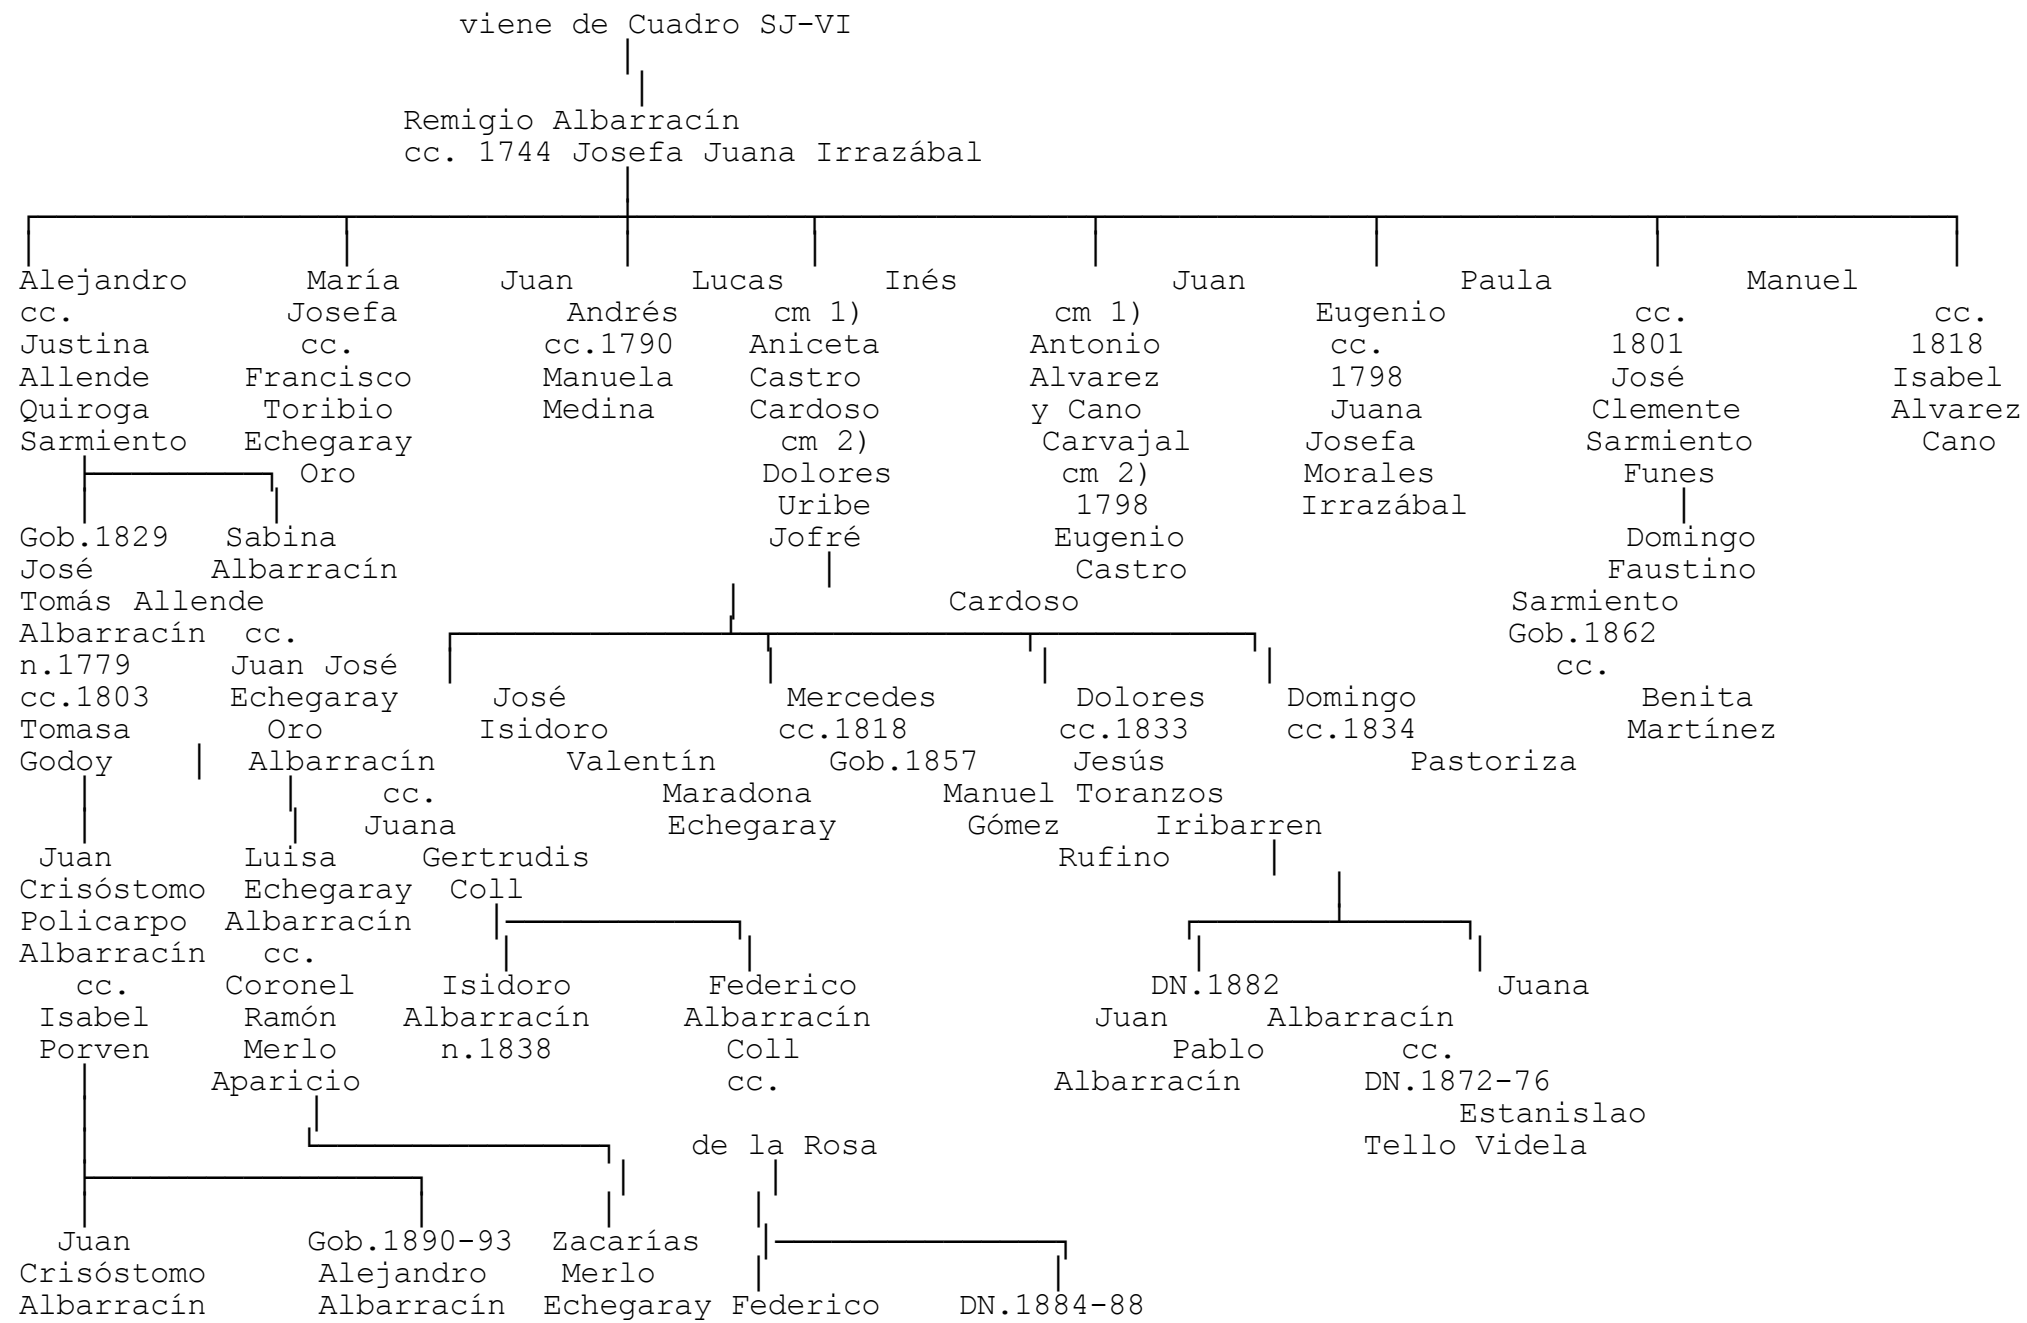 viene de Cuadro SJ-VI
Remigio Albarracín
cc. 1744 Josefa Juana Irrazábal
Alejandro María Juan Lucas Inés Juan Paula Manuel
cc. Josefa Andrés cm 1) cm 1) Eugenio cc. cc.
Justina cc. cc.1790 Aniceta Antonio cc. 1801 1818
Allende Francisco Manuela Castro Alvarez 1798 José Isabel
Quiroga Toribio Medina Cardoso y Cano Juana Clemente Alvarez
Sarmiento Echegaray cm 2) Carvajal Josefa Sarmiento Cano
Oro Dolores cm 2) Morales Funes
Uribe 1798 Irrazábal
Gob.1829 Sabina Jofré Eugenio Domingo
José Albarracín Castro Faustino
Tomás Allende Cardoso Sarmiento
Albarracín cc. Gob.1862
n.1779 Juan José cc.
cc.1803 Echegaray José Mercedes Dolores Domingo Benita
Tomasa Oro Isidoro cc.1818 cc.1833 cc.1834 Martínez
Godoy Albarracín Valentín Gob.1857 Jesús Pastoriza
cc. Maradona Manuel Toranzos
Juana Echegaray Gómez Iribarren
Juan Luisa Gertrudis Rufino
Crisóstomo Echegaray Coll
Policarpo Albarracín
Albarracín cc.
cc. Coronel Isidoro Federico DN.1882 Juana
Isabel Ramón Albarracín Albarracín Juan Albarracín
Porven Merlo n.1838 Coll Pablo cc.
Aparicio cc. Albarracín DN.1872-76
Estanislao
de la Rosa Tello Videla
Juan Gob.1890-93 Zacarías
Crisóstomo Alejandro Merlo
Albarracín Albarracín Echegaray Federico DN.1884-88